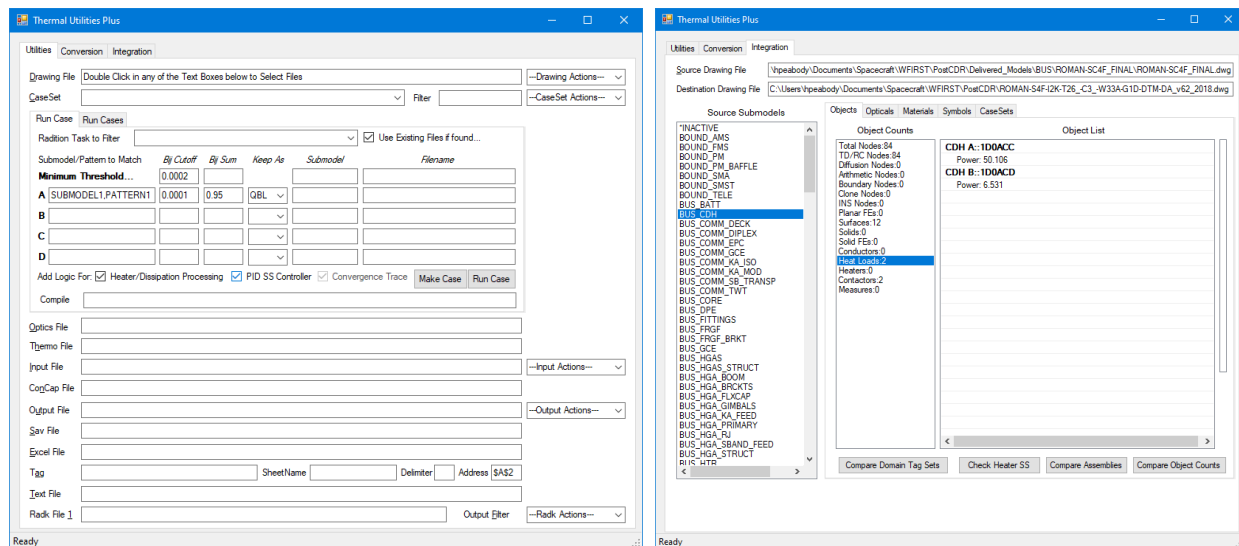 Thermal Utilities Plus
Utilities Conversion Integration
Drawing File Double Click in any of the Text Boxes below to Select Files ---Drawing Actions---
CaseSet Filter ---CaseSet Actions---
Run Case Run Cases
Radition Task to Filter Use Existing Files if found...
Submodel/Pattern to Match Bij Cutoff Bij Sum Keep As Submodel Filename
Minimum Threshold... 0.0002
A SUBMODEL1.PATTERN1 0.0001 0.95 QBL
B
C
D
Add Logic For: Heater/Dissipation Processing PID SS Controller Convergence Trace Make Case Run Case
Compile
Optics File
Thermo File
Input File ---Input Actions---
ConCap File
Output File ---Output Actions---
Sav File
Excel File
Tag SheetName Delimiter Address $A$2
Text File
Radk File 1 Output Filter ---Radk Actions---
Ready
Thermal Utilities Plus
Utilities Conversion Integration
Source Drawing File \hpeabody\Documents\Spacecraft\WFIRST\PostCDR\Delivered_Models\BUS\ROMAN-SC4F_FINAL\ROMAN-SC4F_FINAL.dwg
Destination Drawing File C:\Users\hpeabody\Documents\Spacecraft\WFIRST\PostCDR\ROMAN-S4F-I2K-T26_-C3_-W33A-G1D-DTM-DA_v62_2018.dwg
Source Submodels
*INACTIVE
BOUND_AMS
BOUND_FMS
BOUND_PM
BOUND_PM_BAFFLE
BOUND_SMA
BOUND_SMST
BOUND_TELE
BUS_BATT
BUS_CDH
BUS_COMM_DECK
BUS_COMM_DIPLEX
BUS_COMM_EPC
BUS_COMM_GCE
BUS_COMM_KA_ISO
BUS_COMM_KA_MOD
BUS_COMM_SB_TRANSP
BUS_COMM_TWT
BUS_CORE
BUS_DPE
BUS_FITTINGS
BUS_FRGF
BUS_FRGF_BRKT
BUS_GCE
BUS_HGAS
BUS_HGAS_STRUCT
BUS_HGA_BOOM
BUS_HGA_BRCKTS
BUS_HGA_FLXCAP
BUS_HGA_GIMBALS
BUS_HGA_KA_FEED
BUS_HGA_PRIMARY
BUS_HGA_RJ
BUS_HGA_SBAND_FEED
BUS_HGA_STRUCT
BUS_HTR
Objects Opticals Materials Symbols CaseSets
Object Counts
Total Nodes:84
TD/RC Nodes:84
Diffusion Nodes:0
Arithmetic Nodes:0
Boundary Nodes:0
Clone Nodes:0
INS Nodes:0
Planar FEs:0
Surfaces:12
Solids:0
Solid FEs:0
Conductors:0
Heat Loads:2
Heaters:0
Contactors:2
Measures:0
Object List
CDH A::1D0ACC
Power: 50.106
CDH B::1D0ACD
Power: 6.531
Compare Domain Tag Sets Check Heater SS Compare Assemblies Compare Object Counts
Ready